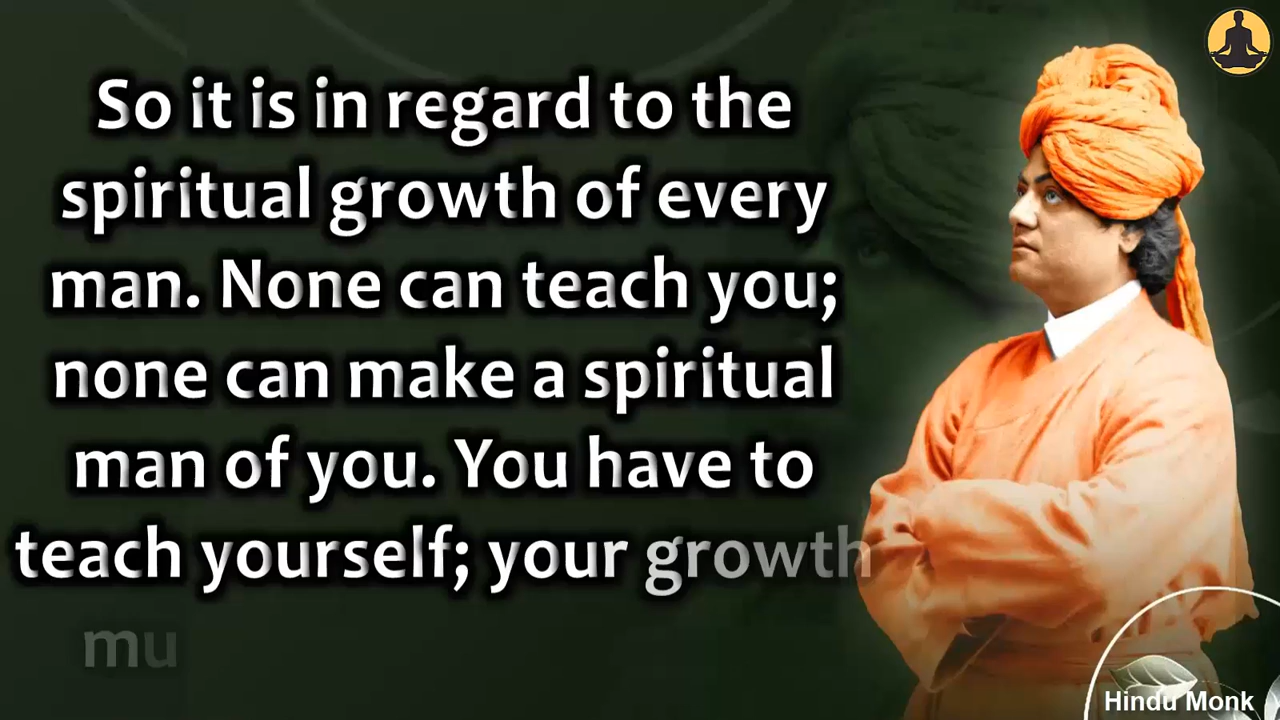 So it is in regard to the
spiritual growth of every
man. None can teach you;
none can make a spiritual
man of you. You have to
teach yourself; your growth
mu
Hindu Monk